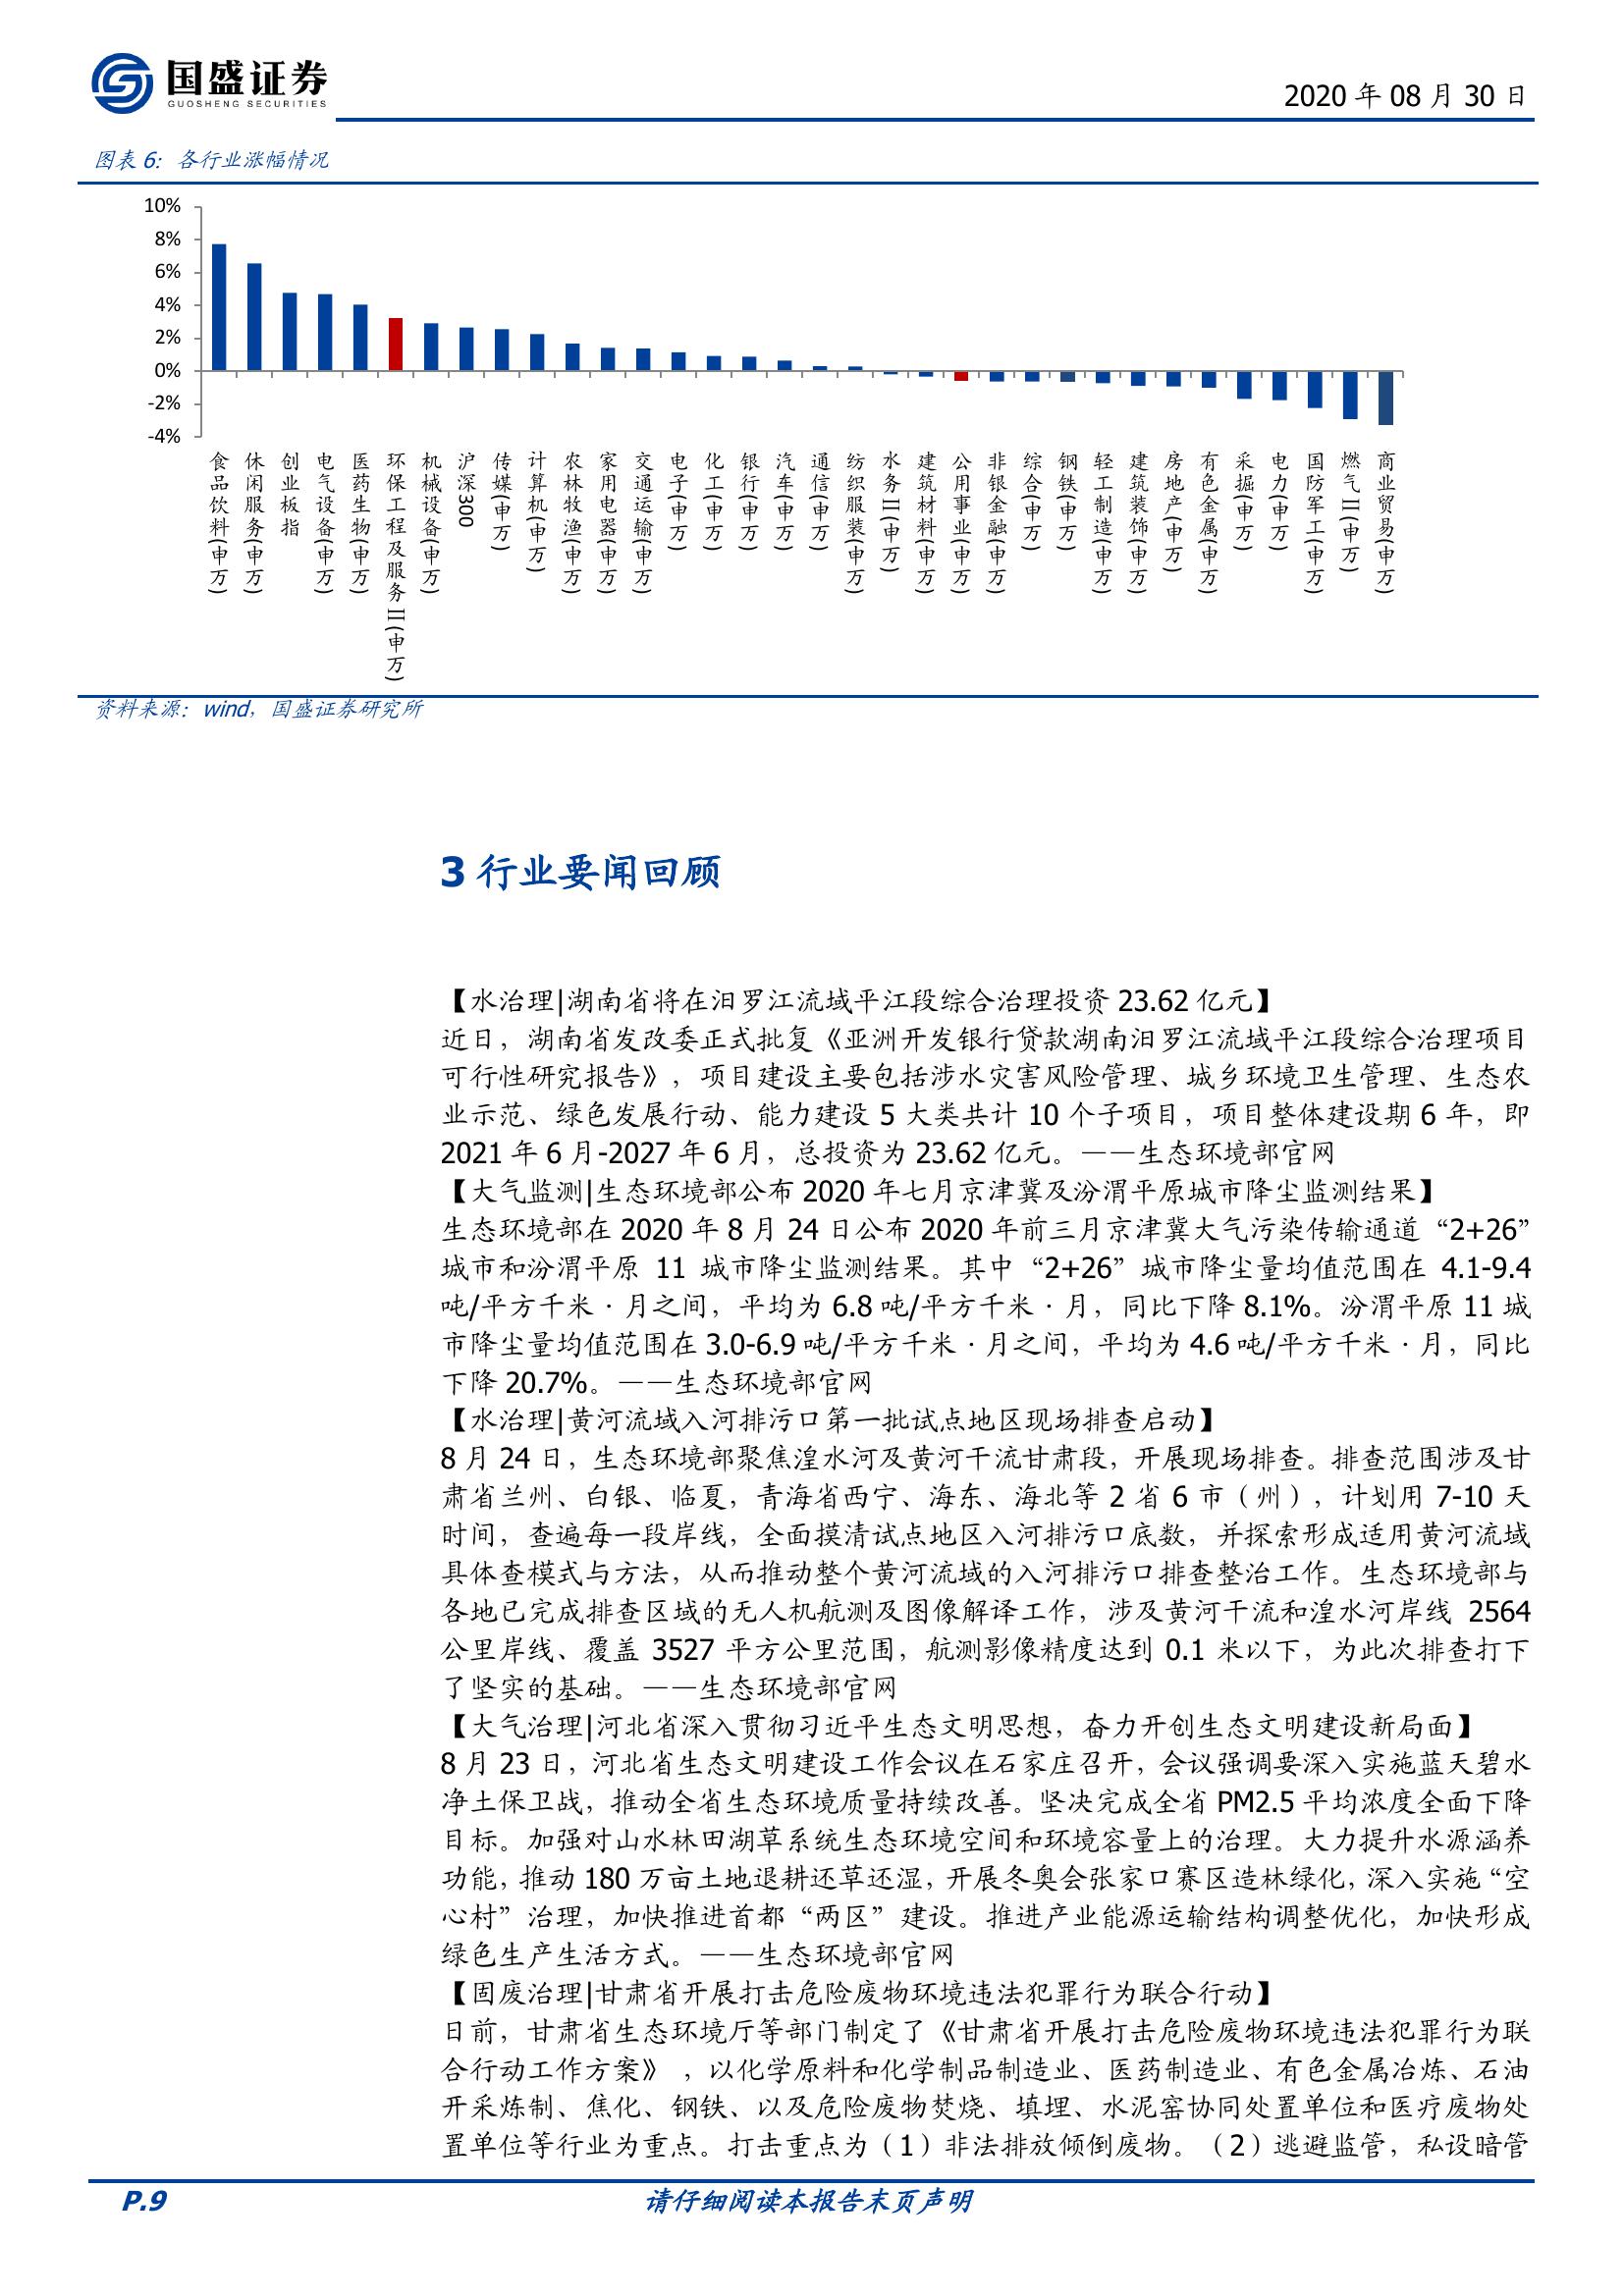 国盛证券
GUOSHENG SECURITIES
2020 年 08 月 30 日
图表 6：各行业涨幅情况
10%
8%
6%
4%
2%
0%
-2%
-4%
食品饮料(申万)
休闲服务(申万)
创业板指
电气设备(申万)
医药生物(申万)
环保工程及服务II(申万)
机械设备(申万)
沪深300
传媒(申万)
计算机(申万)
农林牧渔(申万)
家用电器(申万)
交通运输(申万)
电子(申万)
化工(申万)
银行(申万)
汽车(申万)
通信(申万)
纺织服装(申万)
水务II(申万)
建筑材料(申万)
公用事业(申万)
非银金融(申万)
综合(申万)
钢铁(申万)
轻工制造(申万)
建筑装饰(申万)
房地产(申万)
有色金属(申万)
采掘(申万)
电力(申万)
国防军工(申万)
燃气II(申万)
商业贸易(申万)
资料来源：wind，国盛证券研究所
3 行业要闻回顾
【水治理|湖南省将在汨罗江流域平江段综合治理投资 23.62 亿元】
近日，湖南省发改委正式批复《亚洲开发银行贷款湖南汨罗江流域平江段综合治理项目
可行性研究报告》，项目建设主要包括涉水灾害风险管理、城乡环境卫生管理、生态农
业示范、绿色发展行动、能力建设 5 大类共计 10 个子项目，项目整体建设期 6 年，即
2021 年 6 月-2027 年 6 月，总投资为 23.62 亿元。——生态环境部官网
【大气监测|生态环境部公布 2020 年七月京津冀及汾渭平原城市降尘监测结果】
生态环境部在 2020 年 8 月 24 日公布 2020 年前三月京津冀大气污染传输通道“2+26”
城市和汾渭平原 11 城市降尘监测结果。其中“2+26”城市降尘量均值范围在 4.1-9.4
吨/平方千米·月之间，平均为 6.8 吨/平方千米·月，同比下降 8.1%。汾渭平原 11 城
市降尘量均值范围在 3.0-6.9 吨/平方千米·月之间，平均为 4.6 吨/平方千米·月，同比
下降 20.7%。——生态环境部官网
【水治理|黄河流域入河排污口第一批试点地区现场排查启动】
8 月 24 日，生态环境部聚焦湟水河及黄河干流甘肃段，开展现场排查。排查范围涉及甘
肃省兰州、白银、临夏，青海省西宁、海东、海北等 2 省 6 市（州），计划用 7-10 天
时间，查遍每一段岸线，全面摸清试点地区入河排污口底数，并探索形成适用黄河流域
具体查模式与方法，从而推动整个黄河流域的入河排污口排查整治工作。生态环境部与
各地已完成排查区域的无人机航测及图像解译工作，涉及黄河干流和湟水河岸线 2564
公里岸线、覆盖 3527 平方公里范围，航测影像精度达到 0.1 米以下，为此次排查打下
了坚实的基础。——生态环境部官网
【大气治理|河北省深入贯彻习近平生态文明思想，奋力开创生态文明建设新局面】
8 月 23 日，河北省生态文明建设工作会议在石家庄召开，会议强调要深入实施蓝天碧水
净土保卫战，推动全省生态环境质量持续改善。坚决完成全省 PM2.5 平均浓度全面下降
目标。加强对山水林田湖草系统生态环境空间和环境容量上的治理。大力提升水源涵养
功能，推动 180 万亩土地退耕还草还湿，开展冬奥会张家口赛区造林绿化，深入实施“空
心村”治理，加快推进首都“两区”建设。推进产业能源运输结构调整优化，加快形成
绿色生产生活方式。——生态环境部官网
【固废治理|甘肃省开展打击危险废物环境违法犯罪行为联合行动】
日前，甘肃省生态环境厅等部门制定了《甘肃省开展打击危险废物环境违法犯罪行为联
合行动工作方案》 ，以化学原料和化学制品制造业、医药制造业、有色金属冶炼、石油
开采炼制、焦化、钢铁、以及危险废物焚烧、填埋、水泥窑协同处置单位和医疗废物处
置单位等行业为重点。打击重点为（1）非法排放倾倒废物。（2）逃避监管，私设暗管
P.9
请仔细阅读本报告末页声明